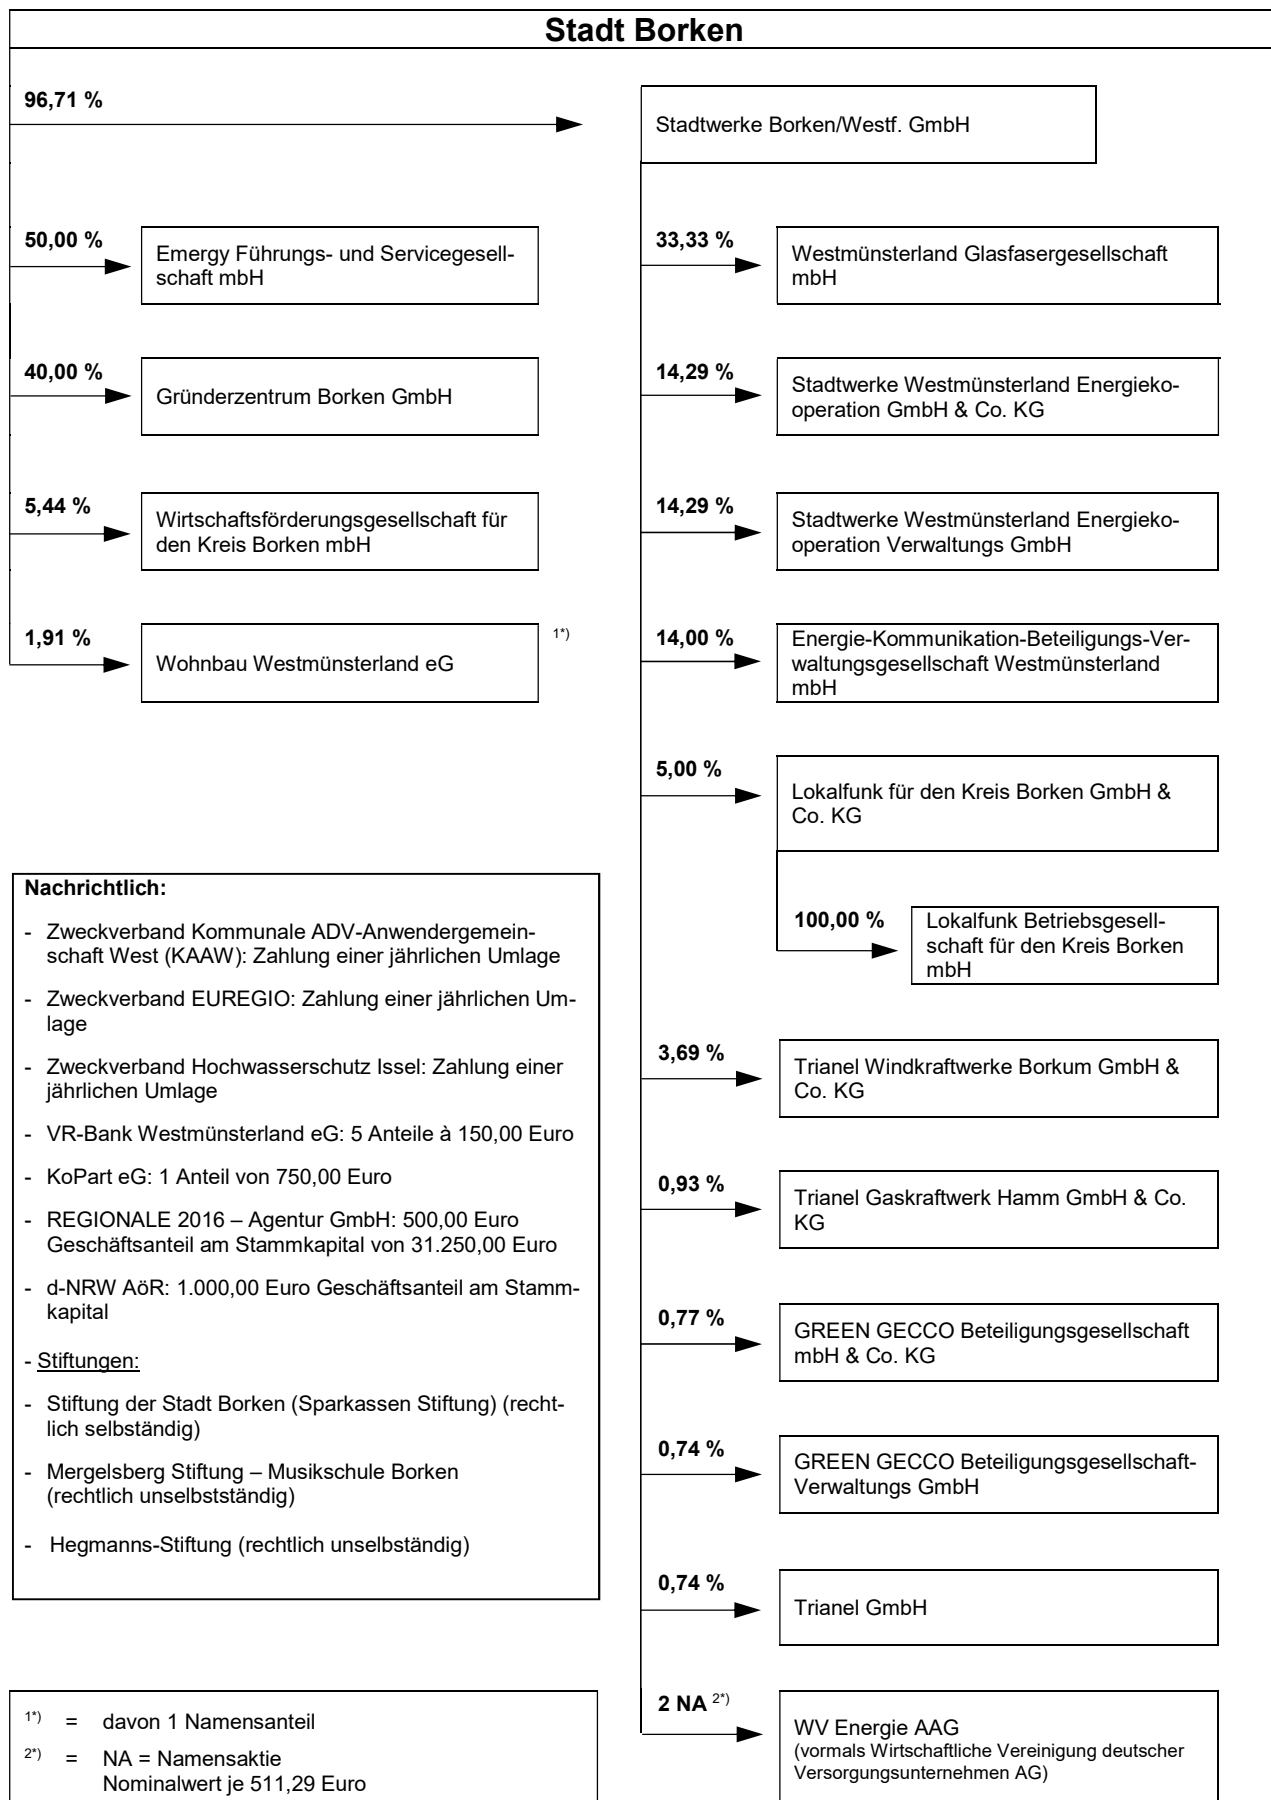 Stadt Borken
96,71 %
Stadtwerke Borken/Westf. GmbH
50,00 %
Emergy Führungs- und Servicegesell-
schaft mbH
40,00 %
Gründerzentrum Borken GmbH
5,44 %
Wirtschaftsförderungsgesellschaft für
den Kreis Borken mbH
1,91 %
Wohnbau Westmünsterland eG
1*)
33,33 %
Westmünsterland Glasfasergesellschaft
mbH
14,29 %
Stadtwerke Westmünsterland Energieko-
operation GmbH & Co. KG
14,29 %
Stadtwerke Westmünsterland Energieko-
operation Verwaltungs GmbH
14,00 %
Energie-Kommunikation-Beteiligungs-Ver-
waltungsgesellschaft Westmünsterland
mbH
5,00 %
Lokalfunk für den Kreis Borken GmbH &
Co. KG
100,00 %
Lokalfunk Betriebsgesell-
schaft für den Kreis Borken
mbH
3,69 %
Trianel Windkraftwerke Borkum GmbH &
Co. KG
0,93 %
Trianel Gaskraftwerk Hamm GmbH & Co.
KG
0,77 %
GREEN GECCO Beteiligungsgesellschaft
mbH & Co. KG
0,74 %
GREEN GECCO Beteiligungsgesellschaft-
Verwaltungs GmbH
0,74 %
Trianel GmbH
2 NA 2*)
WV Energie AAG
(vormals Wirtschaftliche Vereinigung deutscher
Versorgungsunternehmen AG)
Nachrichtlich:
- Zweckverband Kommunale ADV-Anwendergemein-
schaft West (KAAW): Zahlung einer jährlichen Umlage
- Zweckverband EUREGIO: Zahlung einer jährlichen Um-
lage
- Zweckverband Hochwasserschutz Issel: Zahlung einer
jährlichen Umlage
- VR-Bank Westmünsterland eG: 5 Anteile à 150,00 Euro
- KoPart eG: 1 Anteil von 750,00 Euro
- REGIONALE 2016 – Agentur GmbH: 500,00 Euro
Geschäftsanteil am Stammkapital von 31.250,00 Euro
- d-NRW AöR: 1.000,00 Euro Geschäftsanteil am Stamm-
kapital
- Stiftungen:
- Stiftung der Stadt Borken (Sparkassen Stiftung) (recht-
lich selbständig)
- Mergelsberg Stiftung – Musikschule Borken
(rechtlich unselbstständig)
- Hegmanns-Stiftung (rechtlich unselbständig)
1*) = davon 1 Namensanteil
2*) = NA = Namensaktie
Nominalwert je 511,29 Euro